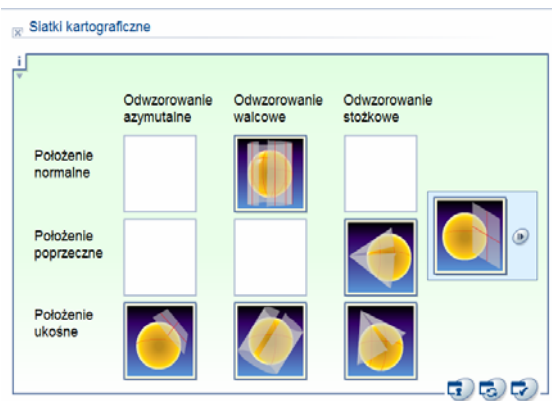 Siatki kartograficzne
i
Odwzorowanie
azymutalne
Odwzorowanie
walcowe
Odwzorowanie
stożkowe
Położenie
normalne
Położenie
poprzeczne
Położenie
ukośne